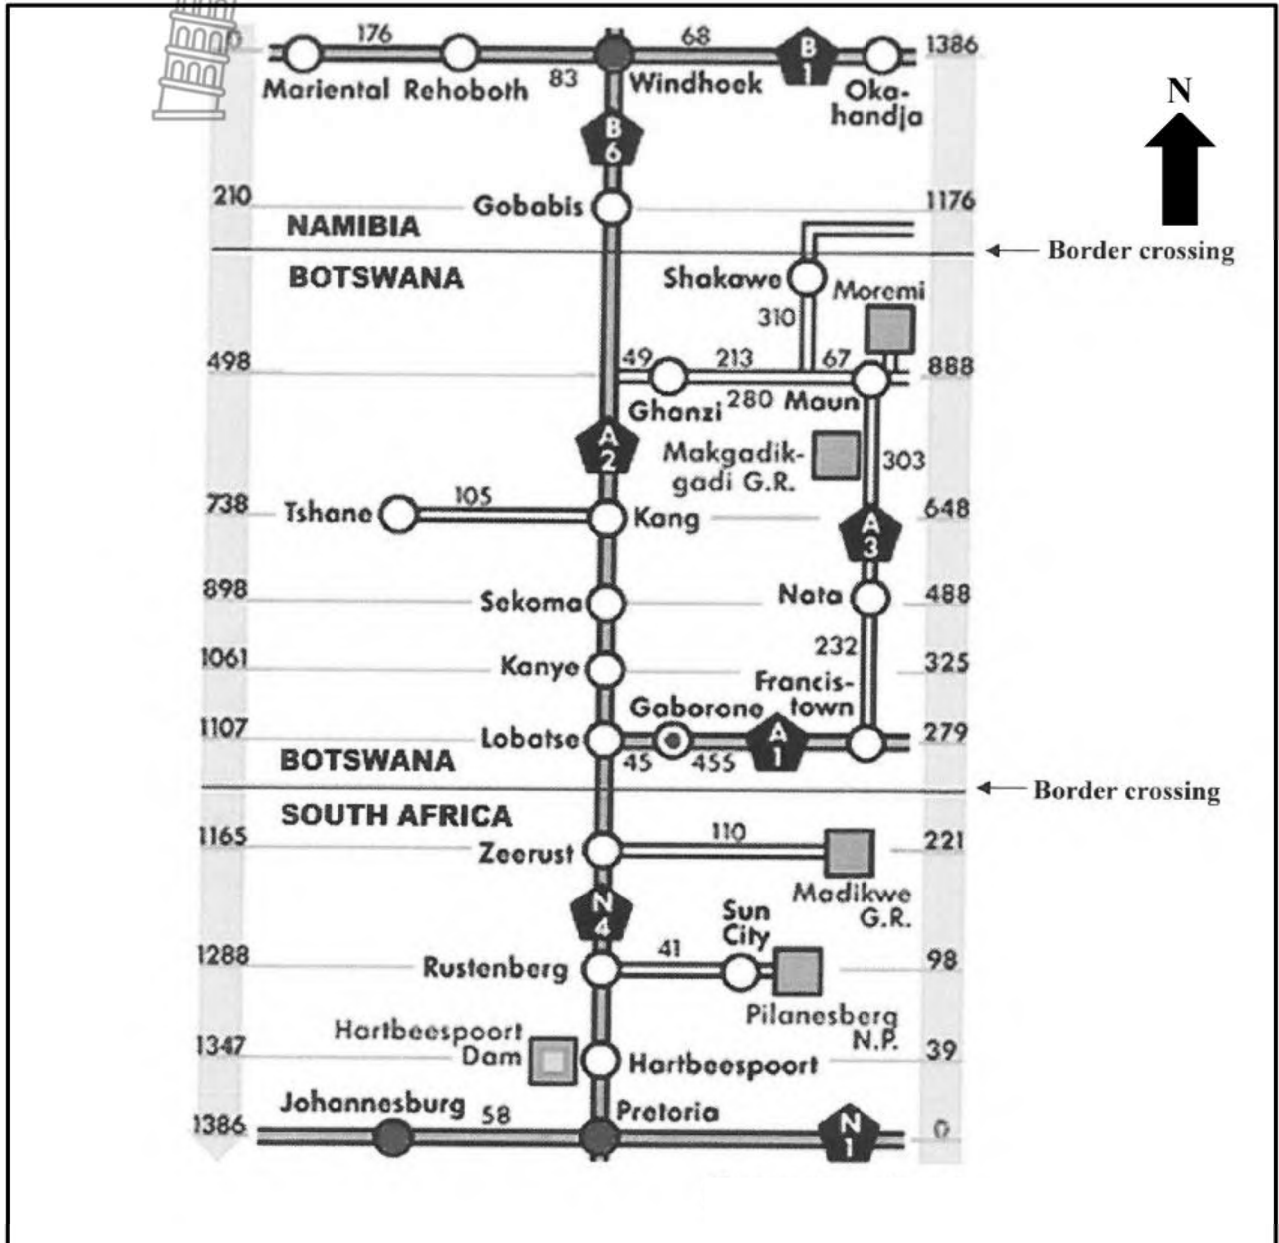 0 176 68 B 1 1386
Mariental Rehoboth 83 Windhoek Oka-
handja
N
B
6
210 Gobabis 1176
NAMIBIA
Border crossing
BOTSWANA
Shakawe Moremi
310
498 49 213 67 888
Ghanzi 280 Maun
A
2
Makgadik-
gadi G.R.
303
738 Tshane 105 Kang 648
A
3
898 Sekoma Nata 488
232
1061 Kanye 325
Francis-
town
Gaborone
1107 Lobatse A 1 279
45 455
BOTSWANA
Border crossing
SOUTH AFRICA
1165 Zeerust 110 221
Madikwe
G.R.
N
4
Sun
City
1288 Rustenberg 41 98
Pilanesberg
N.P.
Hartbeespoort
Dam
1347 Hartbeespoort 39
Johannesburg 58 Pretoria
1386 N 1 0